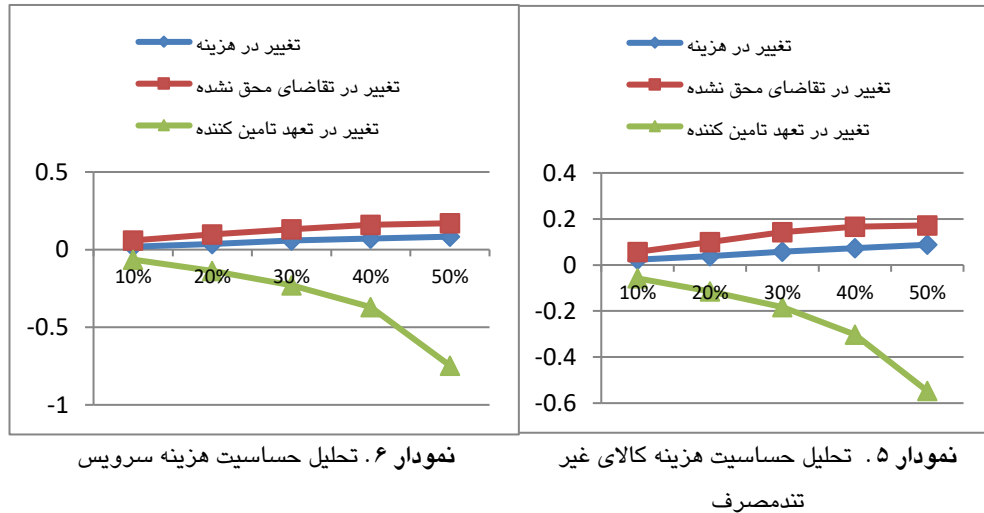 تغییر در هزینه
تغییر در تقاضای محق نشده
تغییر در تعهد تامین کننده
0.4
0.2
0
-0.2
-0.4
-0.6
10% 20% 30% 40% 50%
نمودار ۵. تحلیل حساسیت هزینه کالای غیر
تندمصرف
تغییر در هزینه
تغییر در تقاضای محق نشده
تغییر در تعهد تامین کننده
0.5
0
-0.5
-1
10% 20% 30% 40% 50%
نمودار ۶. تحلیل حساسیت هزینه سرویس